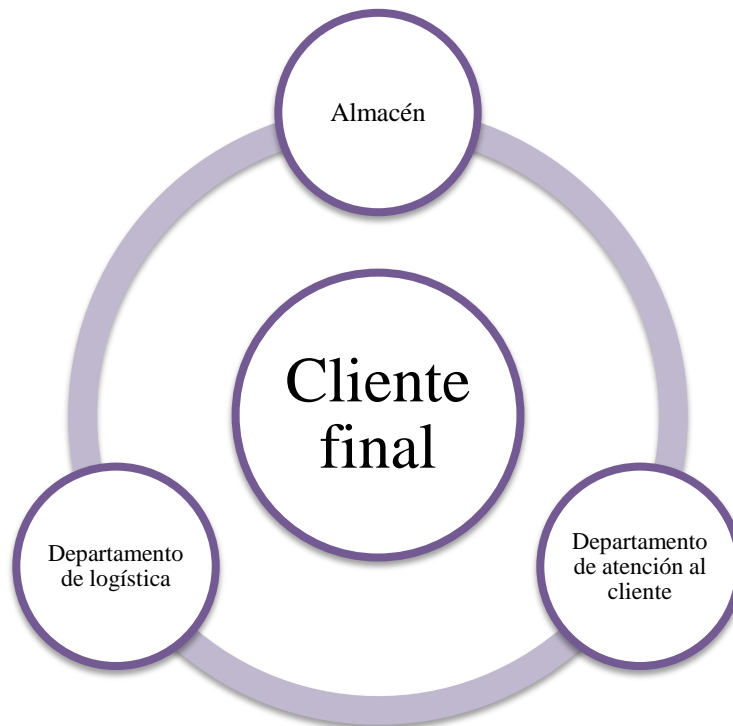 Almacén
Cliente
final
Departamento
de logística
Departamento
de atención al
cliente